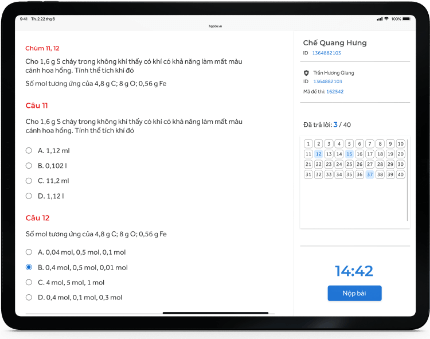 9:41 Th.2 22 thg 5
100%
Chùm 11, 12
Cho 1,6 g S cháy trong không khí thấy có khí có khả năng làm mất màu
cánh hoa hồng. Tính thể tích khí đó
Số mol tương ứng của 4,8 g C; 8 g O; 0,56 g Fe
Câu 11
Cho 1,6 g S cháy trong không khí thấy có khí có khả năng làm mất màu
cánh hoa hồng. Tính thể tích khí đó
A. 1,12 ml
B. 0,102 l
C. 11,2 ml
D. 1,12 l
Câu 12
Số mol tương ứng của 4,8 g C; 8 g O; 0,56 g Fe
A. 0,04 mol, 0,5 mol, 0,1 mol
B. 0,4 mol, 0,5 mol, 0,01 mol
C. 4 mol, 5 mol, 1 mol
D. 0,4 mol, 0,1 mol, 0,3 mol
Chế Quang Hưng
ID 1364862103
Trần Hương Giang
ID 1364862103
Mã đề thi 162542
Đã trả lời: 3 / 40
1 2 3 4 5 6 7 8 9 10
11 12 13 14 15 16 17 18 19 20
21 22 23 24 25 26 27 28 29 30
31 32 33 34 35 36 37 38 39 40
14:42
Nộp bài